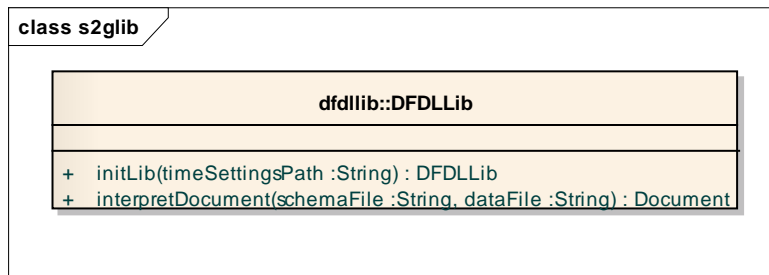 class s2glib
dfdllib::DFDLLib
+ initLib(timeSettingsPath :String) : DFDLLib
+ interpretDocument(schemaFile :String, dataFile :String) : Document